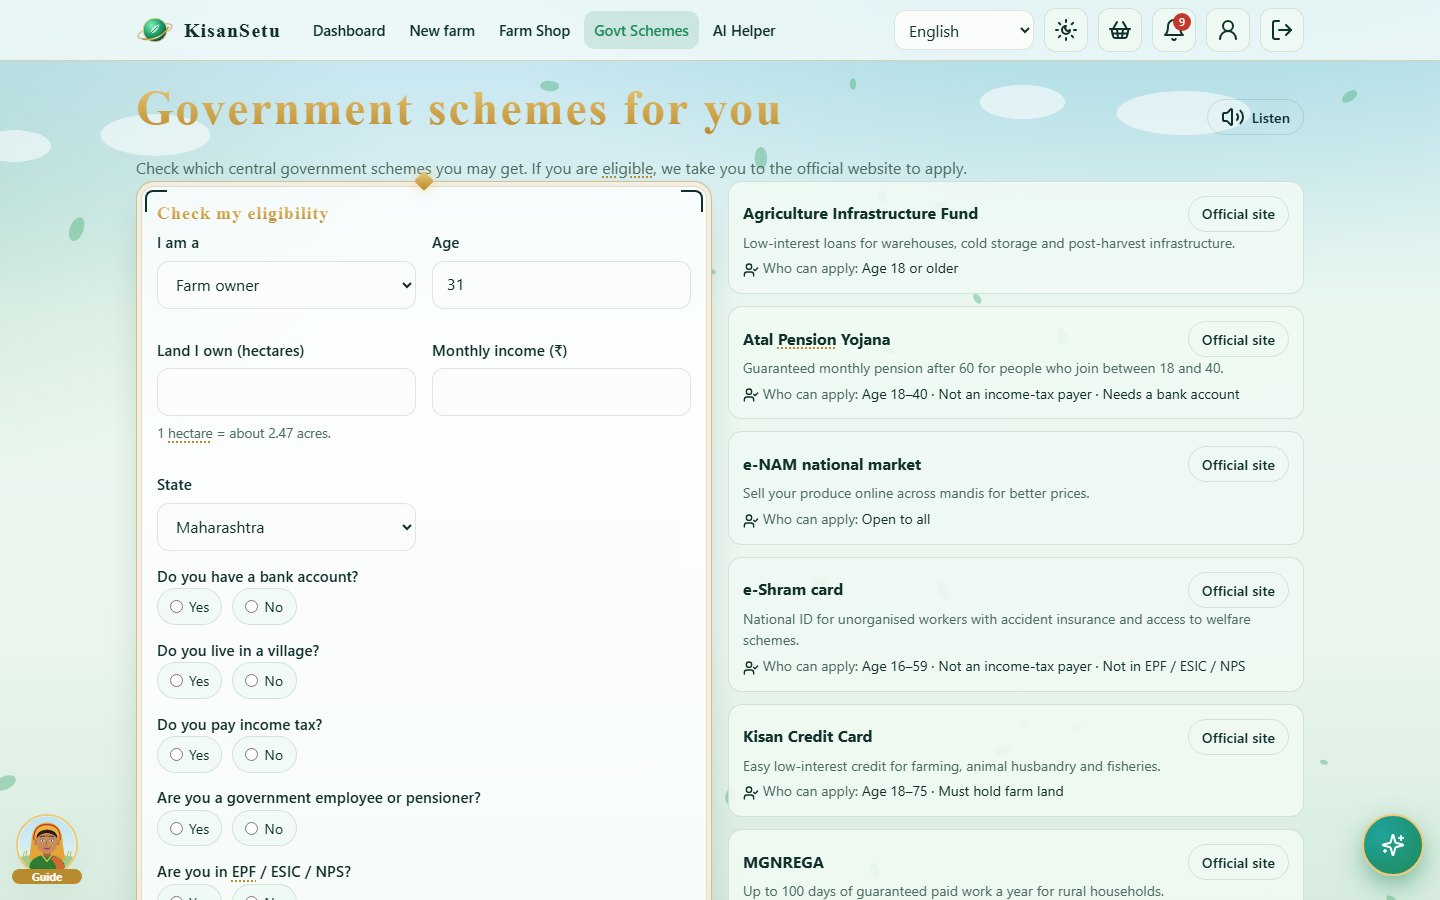 KisanSetu
Dashboard
New farm
Farm Shop
Govt Schemes
AI Helper
English
9
Government schemes for you
Listen
Check which central government schemes you may get. If you are eligible, we take you to the official website to apply.
Check my eligibility
I am a
Age
Farm owner
31
Land I own (hectares)
Monthly income (₹)
1 hectare = about 2.47 acres.
State
Maharashtra
Do you have a bank account?
Yes
No
Do you live in a village?
Yes
No
Do you pay income tax?
Yes
No
Are you a government employee or pensioner?
Yes
No
Are you in EPF / ESIC / NPS?
Agriculture Infrastructure Fund
Official site
Low-interest loans for warehouses, cold storage and post-harvest infrastructure.
Who can apply: Age 18 or older
Atal Pension Yojana
Official site
Guaranteed monthly pension after 60 for people who join between 18 and 40.
Who can apply: Age 18–40 · Not an income-tax payer · Needs a bank account
e-NAM national market
Official site
Sell your produce online across mandis for better prices.
Who can apply: Open to all
e-Shram card
Official site
National ID for unorganised workers with accident insurance and access to welfare
schemes.
Who can apply: Age 16–59 · Not an income-tax payer · Not in EPF / ESIC / NPS
Kisan Credit Card
Official site
Easy low-interest credit for farming, animal husbandry and fisheries.
Who can apply: Age 18–75 · Must hold farm land
MGNREGA
Official site
Up to 100 days of guaranteed paid work a year for rural households.
Guide